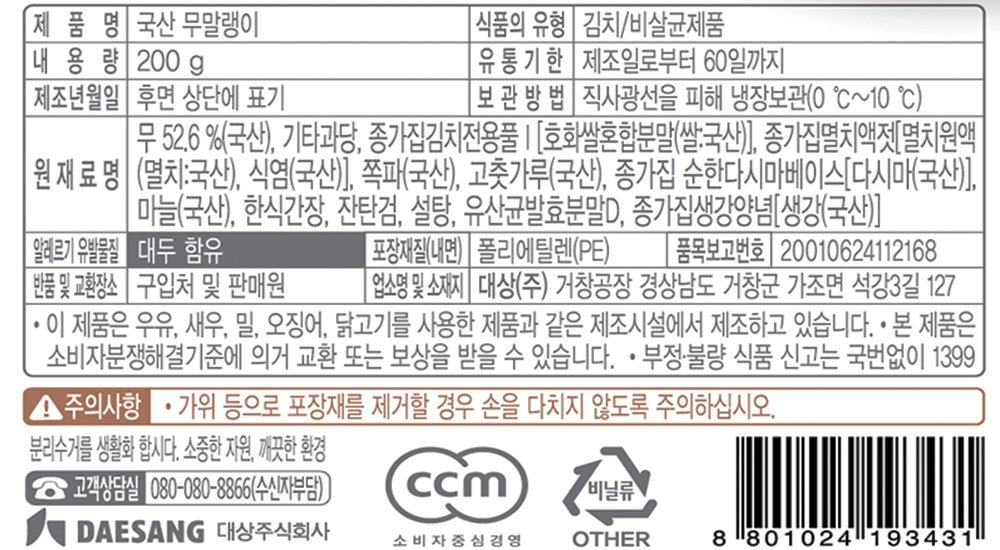 제 품 명 국산 무말랭이 식품의 유형 김치/비살균제품
내 용 량 200 g 유 통 기 한 제조일로부터 60일까지
제조년월일 후면 상단에 표기 보 관 방 법 직사광선을 피해 냉장보관(0 ℃~10 ℃)
원 재 료 명
무 52.6 %(국산), 기타과당, 종가집김치전용풀Ⅰ[호화쌀혼합분말(쌀:국산)], 종가집멸치액젓[멸치원액
(멸치:국산), 식염(국산)], 쪽파(국산), 고춧가루(국산), 종가집 순한다시마베이스[다시마(국산)],
마늘(국산), 한식간장, 잔탄검, 설탕, 유산균발효분말D, 종가집생강양념[생강(국산)]
알레르기 유발물질 대두 함유 포장재질(내면) 폴리에틸렌(PE) 품목보고번호 20010624112168
반품 및 교환장소 구입처 및 판매원 업소명 및 소재지 대상(주) 거창공장 경상남도 거창군 가조면 석강3길 127
• 이 제품은 우유, 새우, 밀, 오징어, 닭고기를 사용한 제품과 같은 제조시설에서 제조하고 있습니다. • 본 제품은
소비자분쟁해결기준에 의거 교환 또는 보상을 받을 수 있습니다. • 부정·불량 식품 신고는 국번없이 1399
주의사항 • 가위 등으로 포장재를 제거할 경우 손을 다치지 않도록 주의하십시오.
분리수거를 생활화 합시다. 소중한 자원, 깨끗한 환경
고객상담실 080-080-8866(수신자부담)
DAESANG 대상주식회사
ccm
소비자중심경영
비닐류
OTHER
8 801024 193431